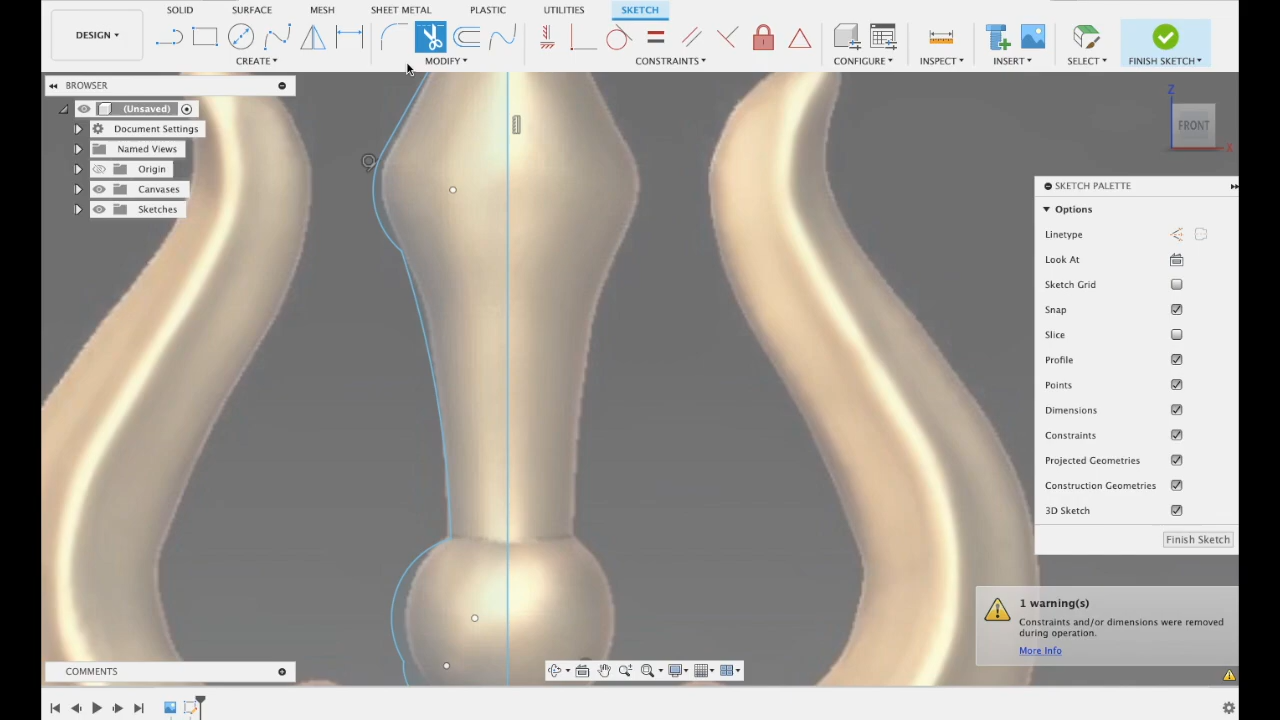 SOLID SURFACE MESH SHEET METAL PLASTIC UTILITIES SKETCH
DESIGN
CREATE MODIFY CONSTRAINTS CONFIGURE INSPECT INSERT SELECT FINISH SKETCH
BROWSER
(Unsaved)
Document Settings
Named Views
Origin
Canvases
Sketches
Z
FRONT
X
SKETCH PALETTE
Options
Linetype
Look At
Sketch Grid
Snap
Slice
Profile
Points
Dimensions
Constraints
Projected Geometries
Construction Geometries
3D Sketch
Finish Sketch
1 warning(s)
Constraints and/or dimensions were removed
during operation.
More Info
COMMENTS